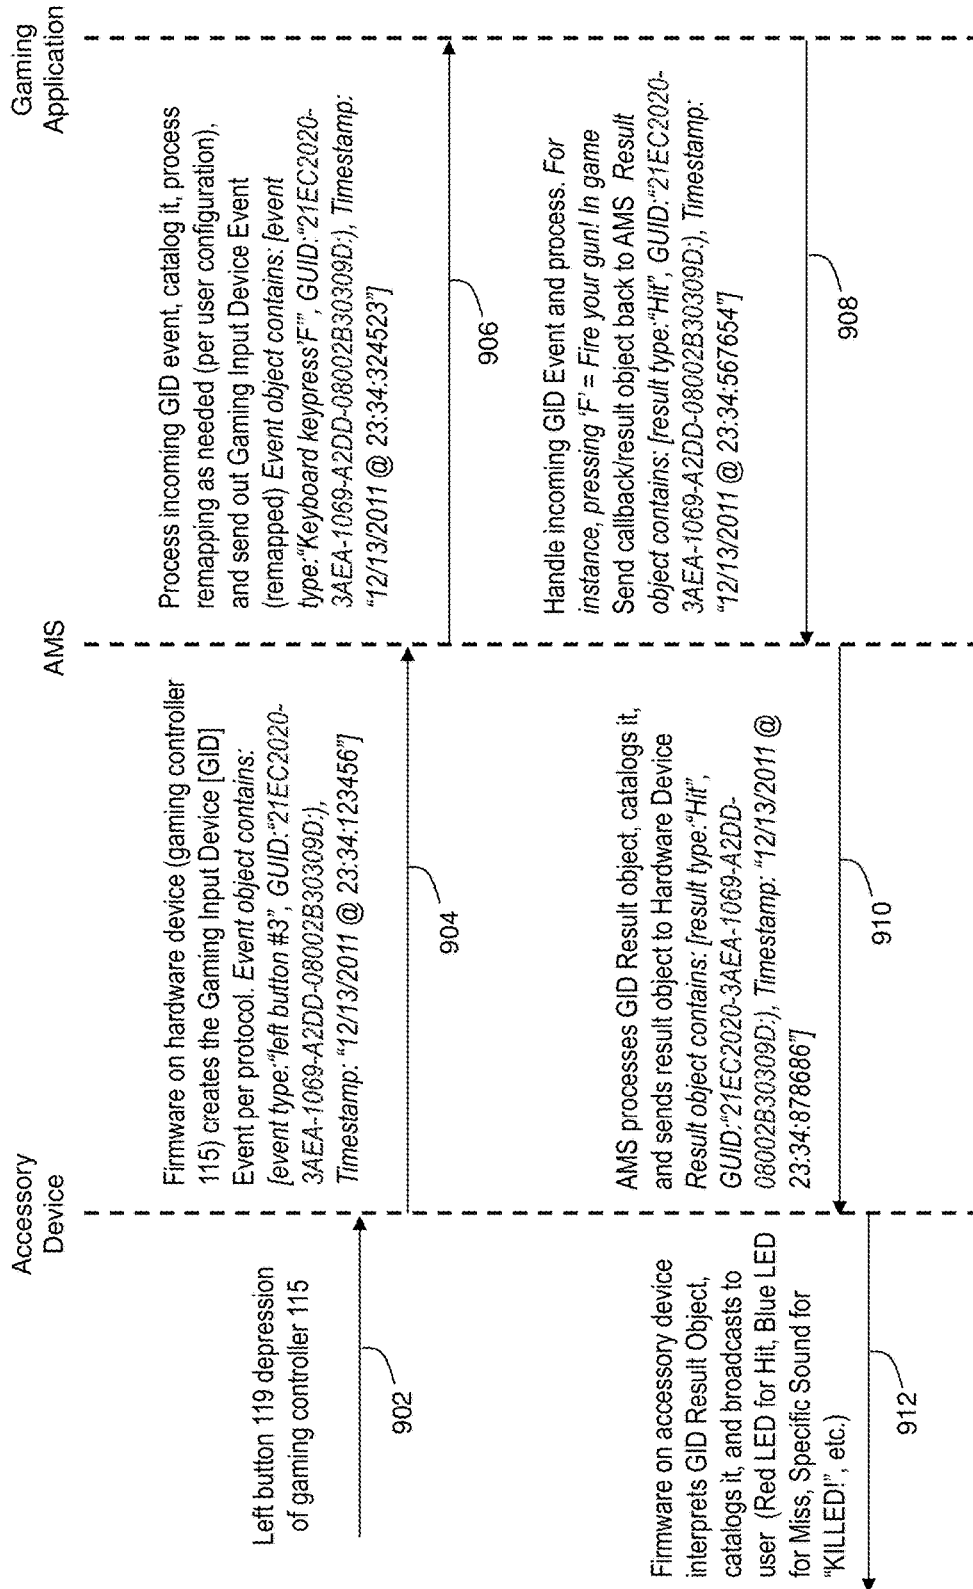 Accessory
Device
AMS
Gaming
Application
Left button 119 depression
of gaming controller 115
902
Firmware on hardware device (gaming controller
115) creates the Gaming Input Device [GID]
Event per protocol. Event object contains:
[event type:“left button #3”, GUID:“21EC2020-
3AEA-1069-A2DD-08002B30309D:),
Timestamp: “12/13/2011 @ 23:34:123456”]
904
Process incoming GID event, catalog it, process
remapping as needed (per user configuration),
and send out Gaming Input Device Event
(remapped) Event object contains: [event
type:“Keyboard keypress‘F’”, GUID:“21EC2020-
3AEA-1069-A2DD-08002B30309D:), Timestamp:
“12/13/2011 @ 23:34:324523”]
906
Handle incoming GID Event and process. For
instance, pressing ‘F’ = Fire your gun! In game
Send callback/result object back to AMS Result
object contains: [result type:“Hit”, GUID:“21EC2020-
3AEA-1069-A2DD-08002B30309D:), Timestamp:
“12/13/2011 @ 23:34:567654”]
908
AMS processes GID Result object, catalogs it,
and sends result object to Hardware Device
Result object contains: [result type:“Hit”,
GUID:“21EC2020-3AEA-1069-A2DD-
08002B30309D:), Timestamp: “12/13/2011 @
23:34:878686”]
910
Firmware on accessory device
interprets GID Result Object,
catalogs it, and broadcasts to
user (Red LED for Hit, Blue LED
for Miss, Specific Sound for
“KILLED!”, etc.)
912